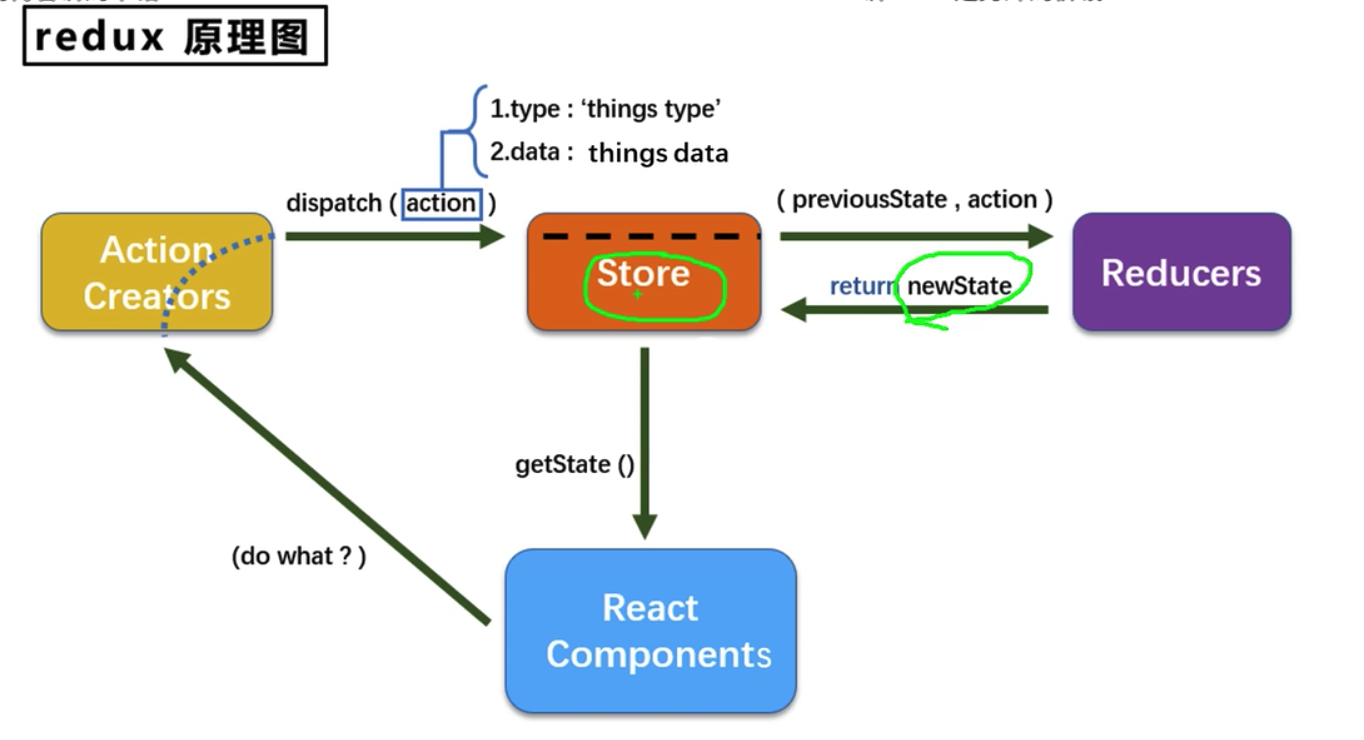 redux 原理图
1.type : ‘things type’
2.data : things data
dispatch ( action )
( previousState , action )
Action
Creators
Store
return newState
Reducers
getState ()
(do what ? )
React
Components